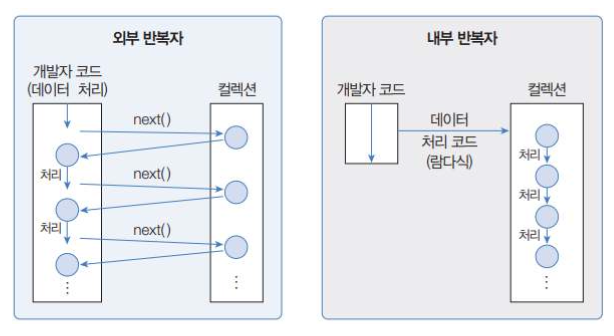 외부 반복자
개발자 코드
(데이터 처리)
컬렉션
next()
처리
next()
처리
next()
⋮
⋮
내부 반복자
개발자 코드
컬렉션
데이터
처리 코드
(람다식)
처리
처리
처리
⋮